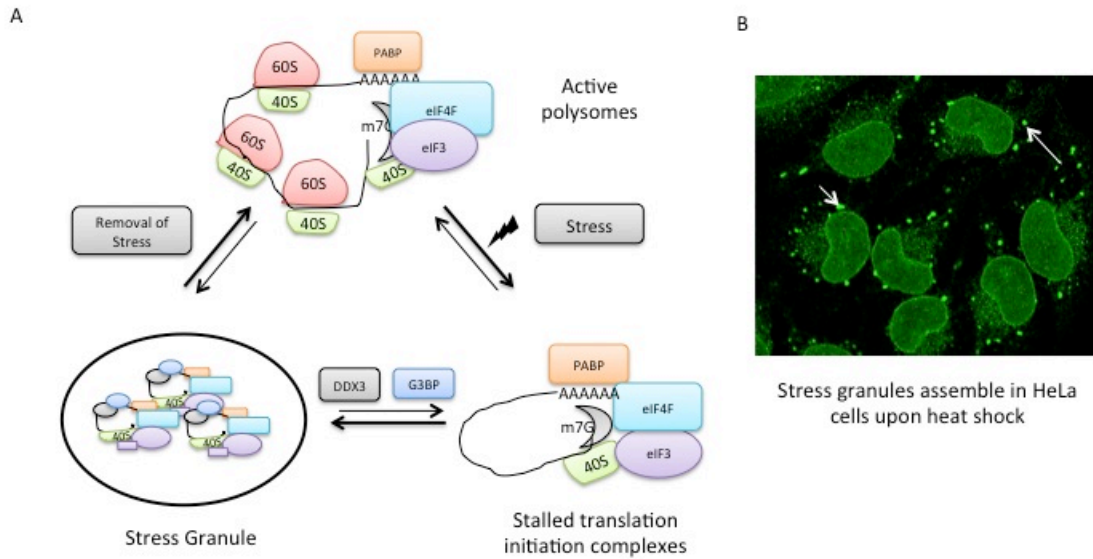 A
B
PABP
60S
AAAAAA
40S
eIF4F
Active
polysomes
m7G
60S
eIF3
40S
60S
40S
40S
Removal of
Stress
Stress
DDX3
G3BP
PABP
AAAAAA
eIF4F
m7G
40S
eIF3
40S
40S
40S
Stress Granule
Stalled translation
initiation complexes
Stress granules assemble in HeLa
cells upon heat shock